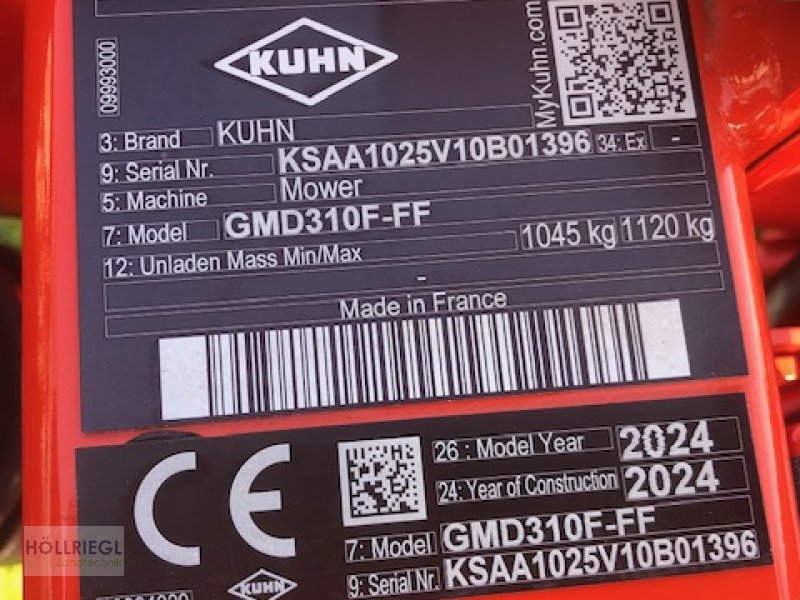 KUHN
MyKuhn.com
09993000
3: Brand KUHN
9: Serial Nr. KSAA1025V10B01396 34: Ex -
5: Machine Mower
7: Model GMD310F-FF
12: Unladen Mass Min/Max 1045 kg 1120 kg
-
Made in France
CE
26 : Model Year 2024
24: Year of Construction 2024
7: Model GMD310F-FF
9: Serial Nr. KSAA1025V10B01396
KUHN
HÖLLRIEGL
Landtechnik